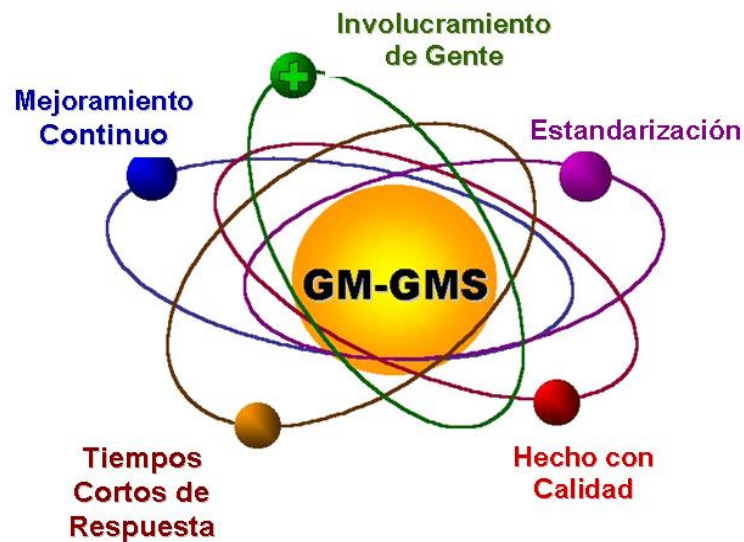 Involucramiento
de Gente
Mejoramiento
Continuo
Estandarización
GM-GMS
Tiempos
Cortos de
Respuesta
Hecho con
Calidad